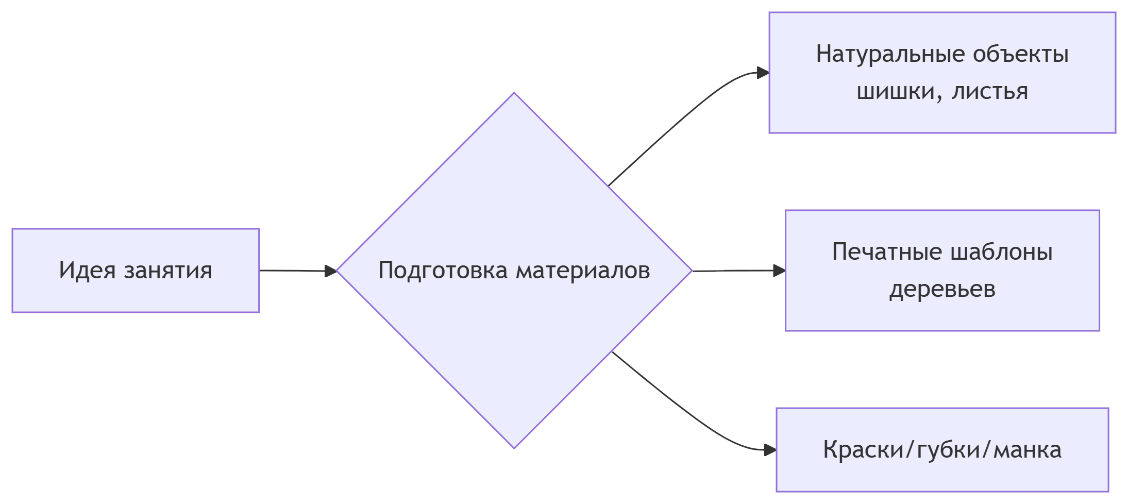 Идея занятия
Подготовка материалов
Натуральные объекты
шишки, листья
Печатные шаблоны
деревьев
Краски/губки/манка